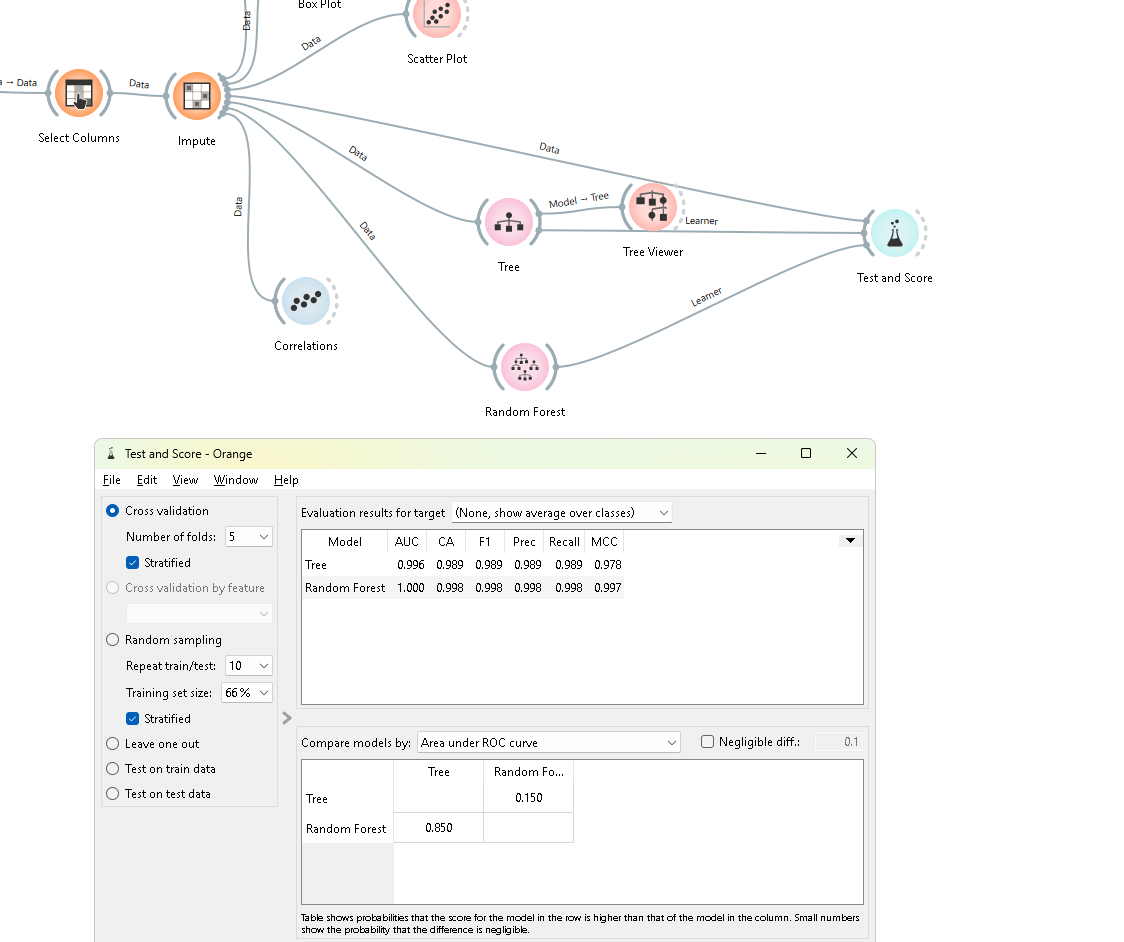 Box Plot
Data
Data
Scatter Plot
a → Data
Data
Select Columns
Impute
Data
Data
Data
Data
Model → Tree
Learner
Tree
Tree Viewer
Test and Score
Data
Learner
Correlations
Random Forest
Test and Score - Orange
File Edit View Window Help
Cross validation
Number of folds: 5
Stratified
Cross validation by feature
Random sampling
Repeat train/test: 10
Training set size: 66 %
Stratified
Leave one out
Test on train data
Test on test data
Evaluation results for target (None, show average over classes)
Model AUC CA F1 Prec Recall MCC
Tree 0.996 0.989 0.989 0.989 0.989 0.978
Random Forest 1.000 0.998 0.998 0.998 0.998 0.997
Compare models by: Area under ROC curve Negligible diff.: 0.1
Tree Random Fo...
Tree 0.150
Random Forest 0.850
Table shows probabilities that the score for the model in the row is higher than that of the model in the column. Small numbers
show the probability that the difference is negligible.